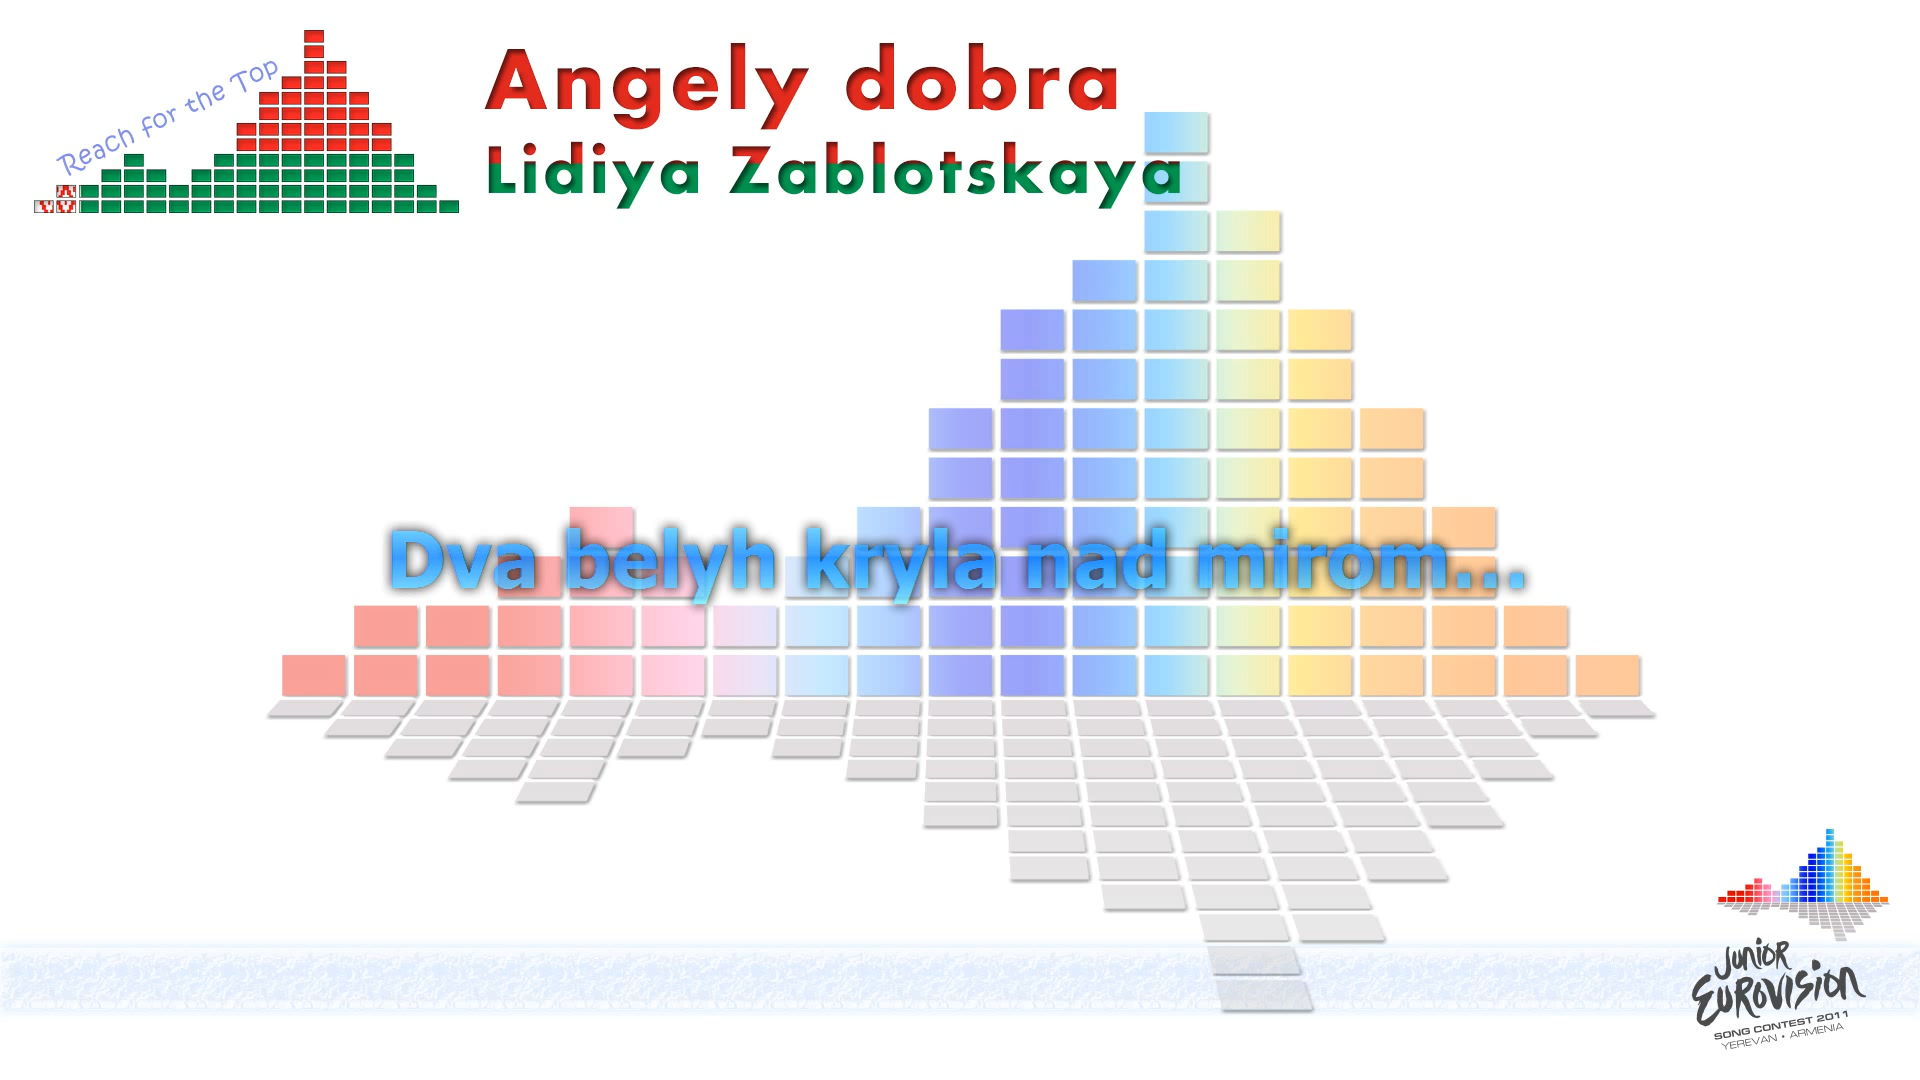 Reach for the Top
Angely dobra
Lidiya Zablotskaya
Dva belyh kryla nad mirom...
Junior
Eurovision
SONG CONTEST 2011
YEREVAN • ARMENIA